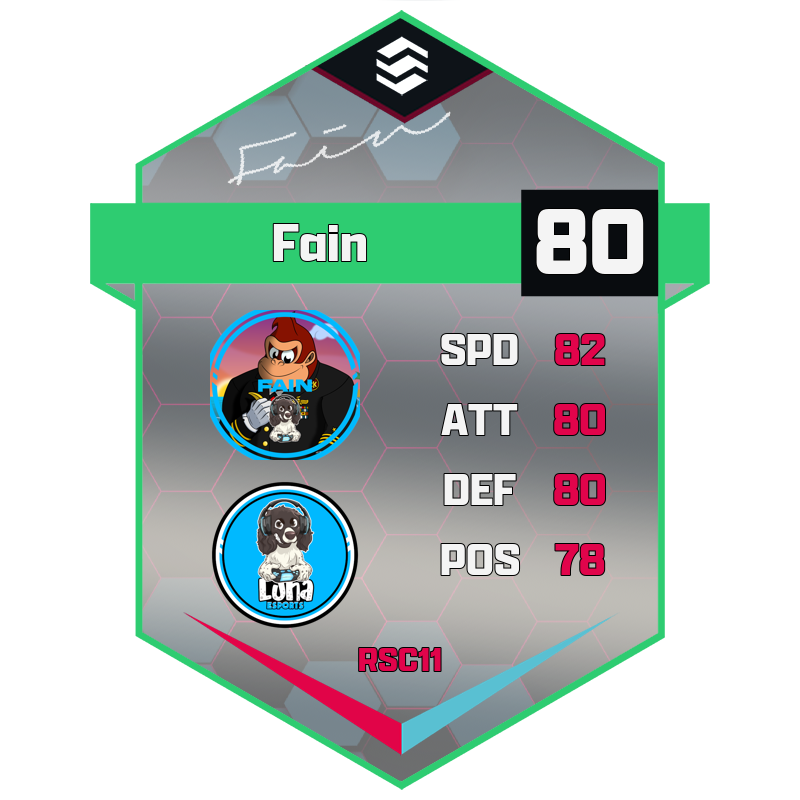 Fain
Fain 80
FAIN
SPD 82
ATT 80
DEF 80
POS 78
Luna
ESPORTS
RSC11